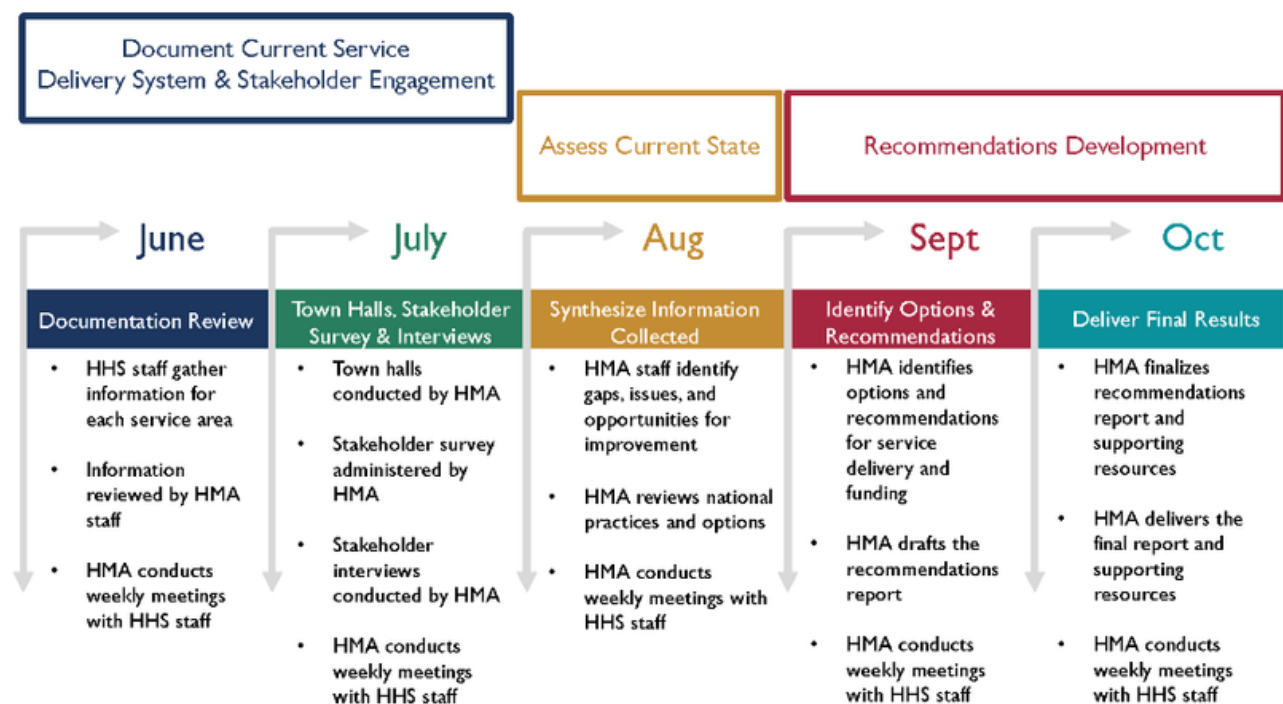 Document Current Service
Delivery System & Stakeholder Engagement
Assess Current State
Recommendations Development
June
July
Aug
Sept
Oct
Documentation Review
Town Halls, Stakeholder
Survey & Interviews
Synthesize Information
Collected
Identify Options &
Recommendations
Deliver Final Results
• HHS staff gather
information for
each service area
• Information
reviewed by HMA
staff
• HMA conducts
weekly meetings
with HHS staff
• Town halls
conducted by HMA
• Stakeholder survey
administered by
HMA
• Stakeholder
interviews
conducted by HMA
• HMA conducts
weekly meetings
with HHS staff
• HMA staff identify
gaps, issues, and
opportunities for
improvement
• HMA reviews national
practices and options
• HMA conducts
weekly meetings with
HHS staff
• HMA identifies
options and
recommendations
for service
delivery and
funding
• HMA drafts the
recommendations
report
• HMA conducts
weekly meetings
with HHS staff
• HMA finalizes
recommendations
report and
supporting
resources
• HMA delivers the
final report and
supporting
resources
• HMA conducts
weekly meetings
with HHS staff